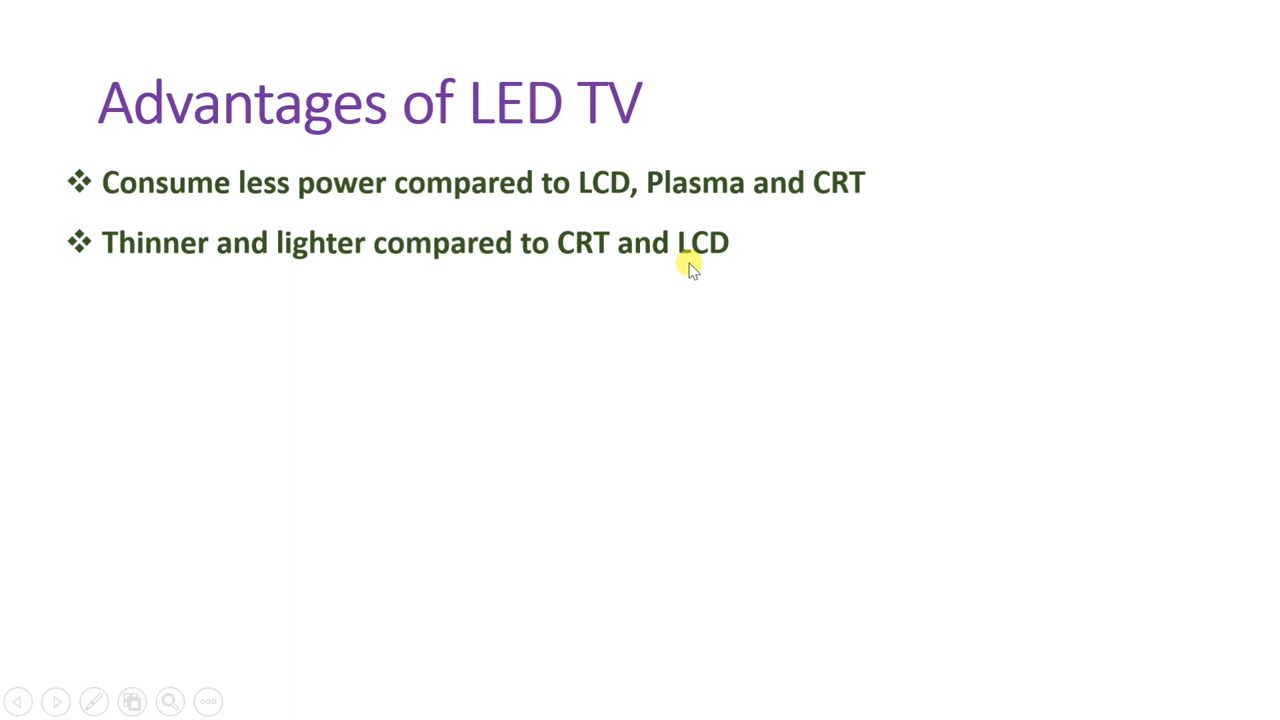 Advantages of LED TV
Consume less power compared to LCD, Plasma and CRT
Thinner and lighter compared to CRT and LCD